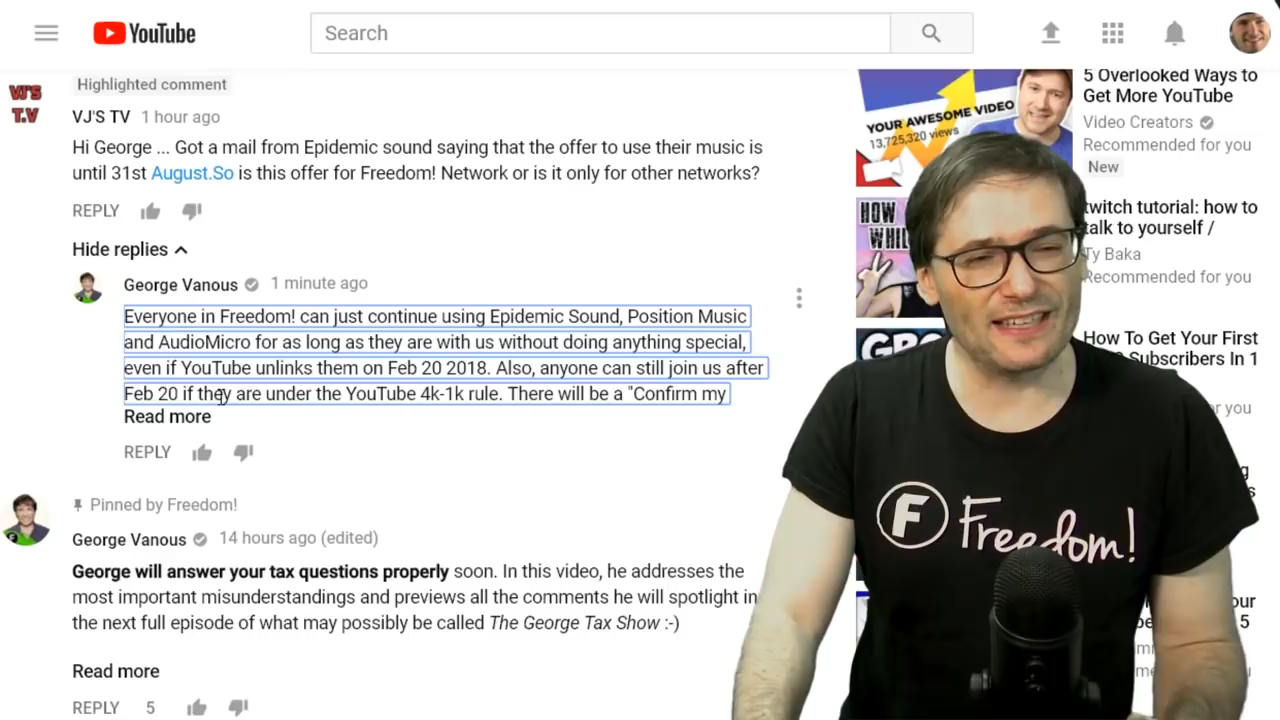 YouTube
Search
Highlighted comment
VJ'S T.V
VJ'S TV 1 hour ago
Hi George ... Got a mail from Epidemic sound saying that the offer to use their music is
until 31st August.So is this offer for Freedom! Network or is it only for other networks?
REPLY
Hide replies
George Vanous 1 minute ago
Everyone in Freedom! can just continue using Epidemic Sound, Position Music
and AudioMicro for as long as they are with us without doing anything special,
even if YouTube unlinks them on Feb 20 2018. Also, anyone can still join us after
Feb 20 if they are under the YouTube 4k-1k rule. There will be a "Confirm my
Read more
REPLY
Pinned by Freedom!
George Vanous 14 hours ago (edited)
George will answer your tax questions properly soon. In this video, he addresses the
most important misunderstandings and previews all the comments he will spotlight in
the next full episode of what may possibly be called The George Tax Show :-)
Read more
REPLY 5
YOUR AWESOME VIDEO
13,725,320 views
5 Overlooked Ways to
Get More YouTube
Video Creators
Recommended for you
New
HOW
WHIL
twitch tutorial: how to
talk to yourself /
Ty Baka
Recommended for you
How To Get Your First
Subscribers In 1
or you
F Freedom!